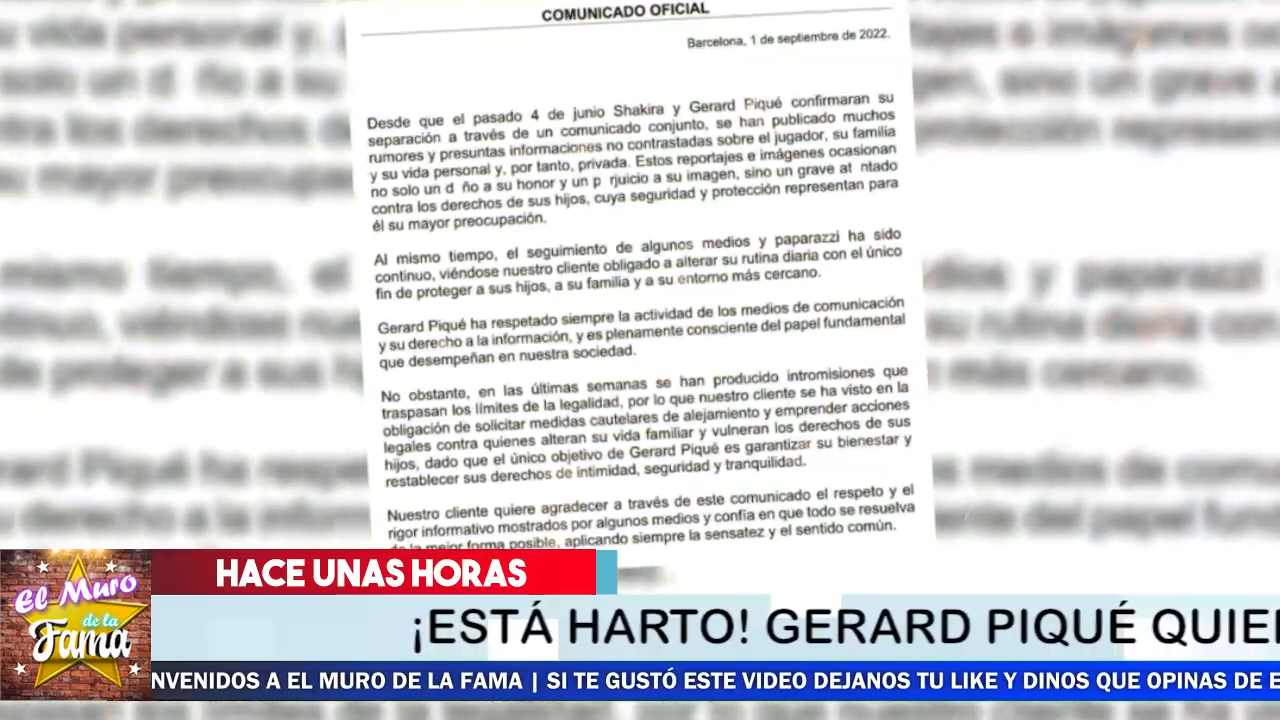 COMUNICADO OFICIAL
Barcelona, 1 de septiembre de 2022.
Desde que el pasado 4 de junio Shakira y Gerard Piqué confirmaran su
separación a través de un comunicado conjunto, se han publicado muchos
rumores y presuntas informaciones no contrastadas sobre el jugador, su familia
y su vida personal y, por tanto, privada. Estos reportajes e imágenes ocasionan
no solo un d ño a su honor y un p rjuicio a su imagen, sino un grave at ntado
contra los derechos de sus hijos, cuya seguridad y protección representan para
él su mayor preocupación.
Al mismo tiempo, el seguimiento de algunos medios y paparazzi ha sido
continuo, viéndose nuestro cliente obligado a alterar su rutina diaria con el único
fin de proteger a sus hijos, a su familia y a su entorno más cercano.
Gerard Piqué ha respetado siempre la actividad de los medios de comunicación
y su derecho a la información, y es plenamente consciente del papel fundamental
que desempeñan en nuestra sociedad.
No obstante, en las últimas semanas se han producido intromisiones que
traspasan los límites de la legalidad, por lo que nuestro cliente se ha visto en la
obligación de solicitar medidas cautelares de alejamiento y emprender acciones
legales contra quienes alteran su vida familiar y vulneran los derechos de sus
hijos, dado que el único objetivo de Gerard Piqué es garantizar su bienestar y
restablecer sus derechos de intimidad, seguridad y tranquilidad.
Nuestro cliente quiere agradecer a través de este comunicado el respeto y el
rigor informativo mostrados por algunos medios y confía en que todo se resuelva
de la mejor forma posible, aplicando siempre la sensatez y el sentido común.
El Muro
de la
Fama
HACE UNAS HORAS
¡ESTÁ HARTO! GERARD PIQUÉ QUIE
NVENIDOS A EL MURO DE LA FAMA | SI TE GUSTÓ ESTE VIDEO DEJANOS TU LIKE Y DINOS QUE OPINAS DE E